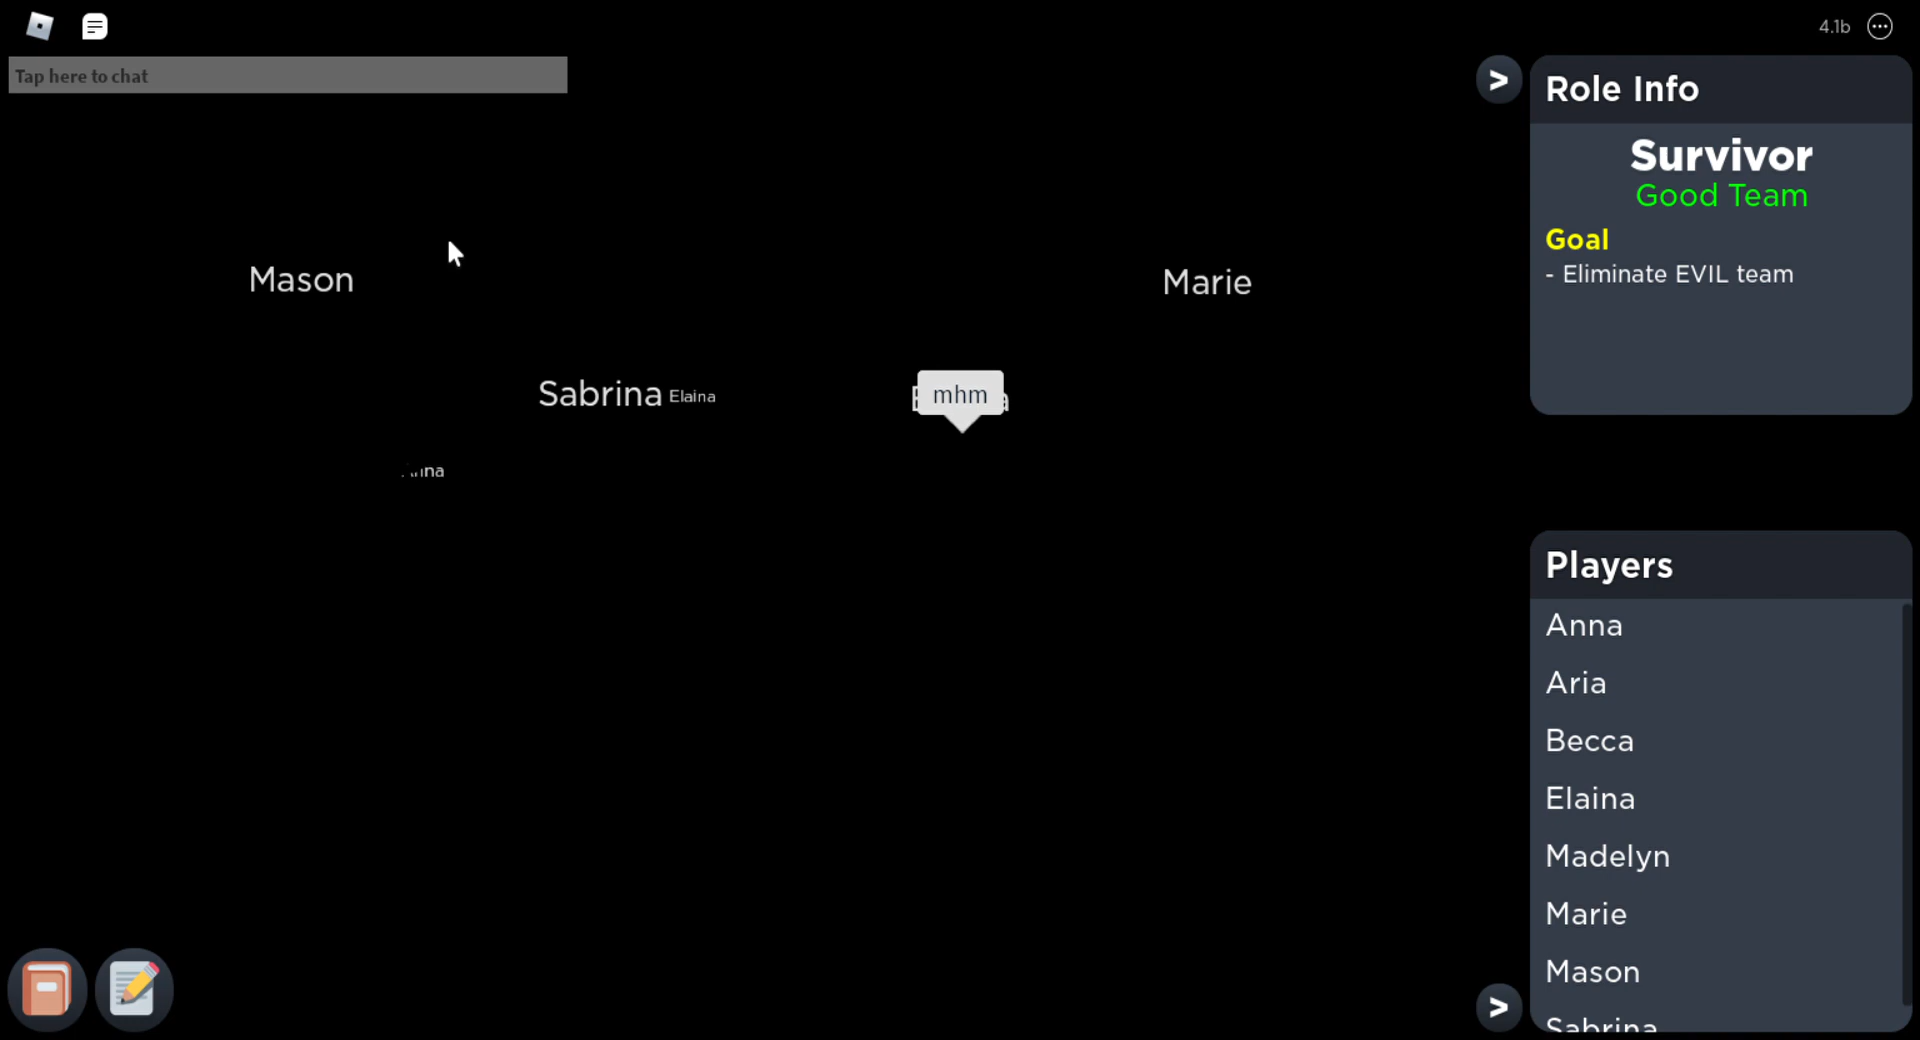 4.1b
Tap here to chat
>
Role Info
Survivor
Good Team
Goal
- Eliminate EVIL team
Mason
Marie
Sabrina
Elaina
mhm
Players
Anna
Aria
Becca
Elaina
Madelyn
Marie
Mason
Sabrina
>